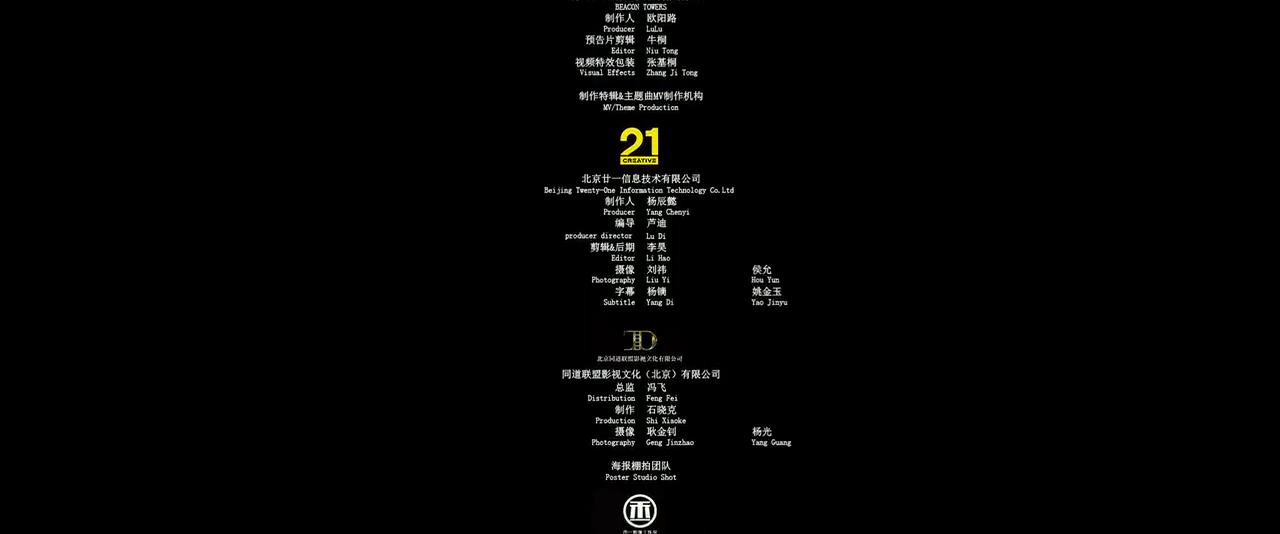 BEACON TOWERS
制作人 欧阳路
Producer LuLu
预告片剪辑 牛桐
Editor Niu Tong
视频特效包装 张基桐
Visual Effects Zhang Ji Tong
制作特辑&主题曲MV制作机构
MV/Theme Production
21
CREATIVE
北京廿一信息技术有限公司
Beijing Twenty-One Information Technology Co.Ltd
制作人 杨辰懿
Producer Yang Chenyi
编导 芦迪
producer director Lu Di
剪辑&后期 李昊
Editor Li Hao
摄像 刘祎 侯允
Photography Liu Yi Hou Yun
字幕 杨镝 姚金玉
Subtitle Yang Di Yao Jinyu
北京同道联盟影视文化有限公司
同道联盟影视文化（北京）有限公司
总监 冯飞
Distribution Feng Fei
制作 石晓克
Production Shi Xiaoke
摄像 耿金钊 杨光
Photography Geng Jinzhao Yang Guang
海报棚拍团队
Poster Studio Shot